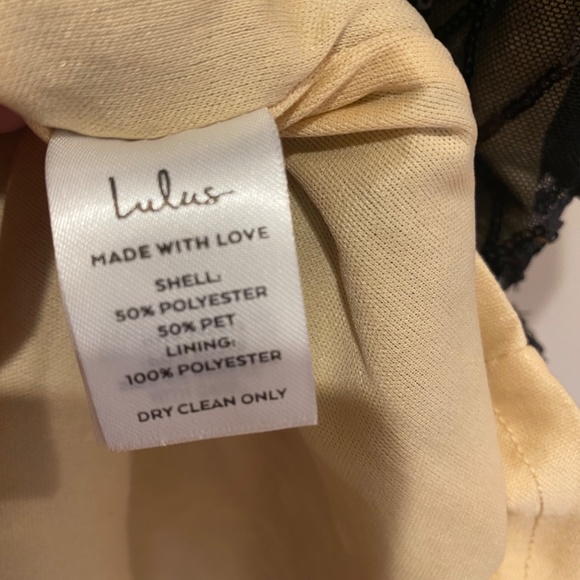 Lulus
MADE WITH LOVE
SHELL:
50% POLYESTER
50% PET
LINING:
100% POLYESTER
DRY CLEAN ONLY